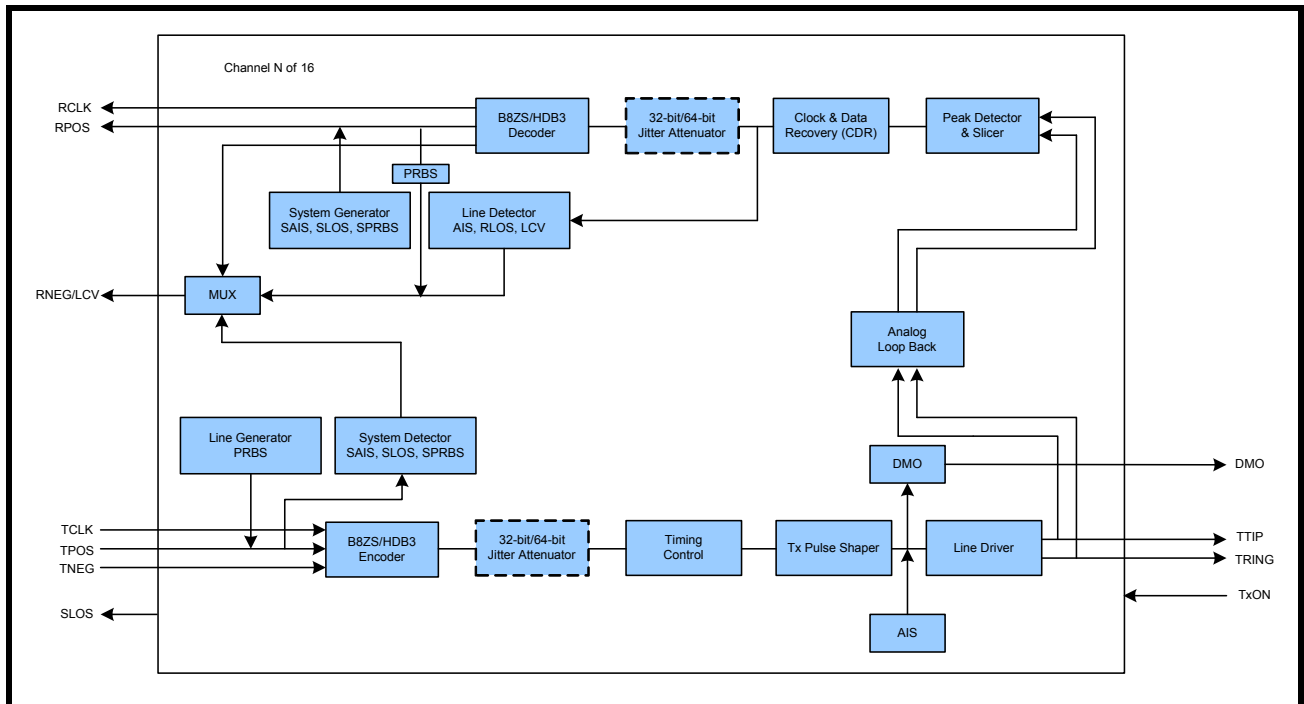 Channel N of 16
RCLK
RPOS
B8ZS/HDB3
Decoder
32-bit/64-bit
Jitter Attenuator
Clock & Data
Recovery (CDR)
Peak Detector
& Slicer
PRBS
System Generator
SAIS, SLOS, SPRBS
Line Detector
AIS, RLOS, LCV
RNEG/LCV
MUX
Analog
Loop Back
Line Generator
PRBS
System Detector
SAIS, SLOS, SPRBS
DMO
DMO
TCLK
TPOS
TNEG
B8ZS/HDB3
Encoder
32-bit/64-bit
Jitter Attenuator
Timing
Control
Tx Pulse Shaper
Line Driver
TTIP
TRING
TxON
SLOS
AIS